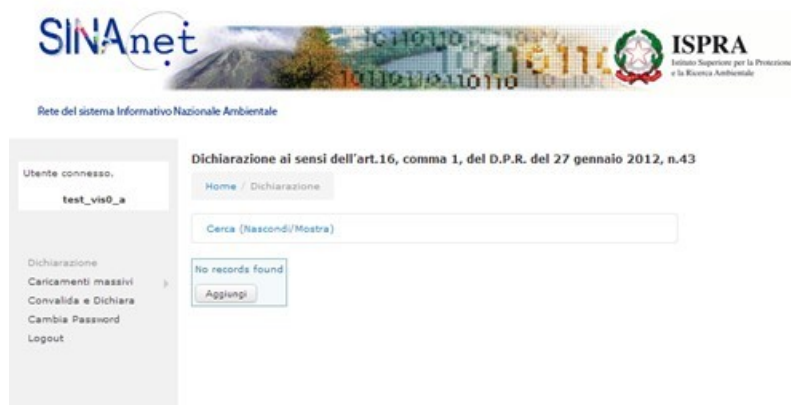 SINAnet
ISPRA
Istituto Superiore per la Protezione
e la Ricerca Ambientale
Rete del sistema Informativo Nazionale Ambientale
Dichiarazione ai sensi dell'art.16, comma 1, del D.P.R. del 27 gennaio 2012, n.43
Utente connesso.
test_vis0_a
Home / Dichiarazione
Cerca (Nascondi/Mostra)
Dichiarazione
Caricamenti massivi
Convalida e Dichiara
Cambia Password
Logout
No records found
Aggiungi